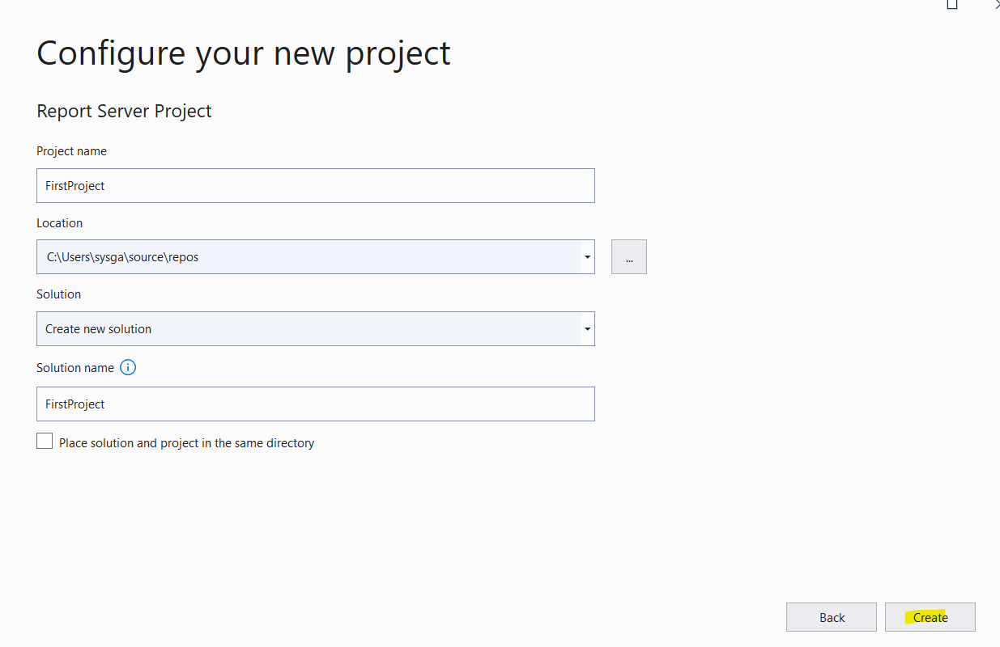 Configure your new project
Report Server Project
Project name
FirstProject
Location
C:\Users\sysga\source\repos
...
Solution
Create new solution
Solution name
FirstProject
Place solution and project in the same directory
Back
Create